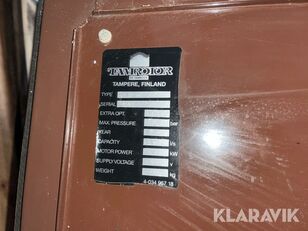 TAMROTOR
TAMPERE, FINLAND
TYPE
SERIAL
EXTRA OPT.
MAX. PRESSURE bar
YEAR
CAPACITY l/s
MOTOR POWER kW
SUPPLY VOLTAGE V
WEIGHT kg
4-034 967 18
KLARAVIK